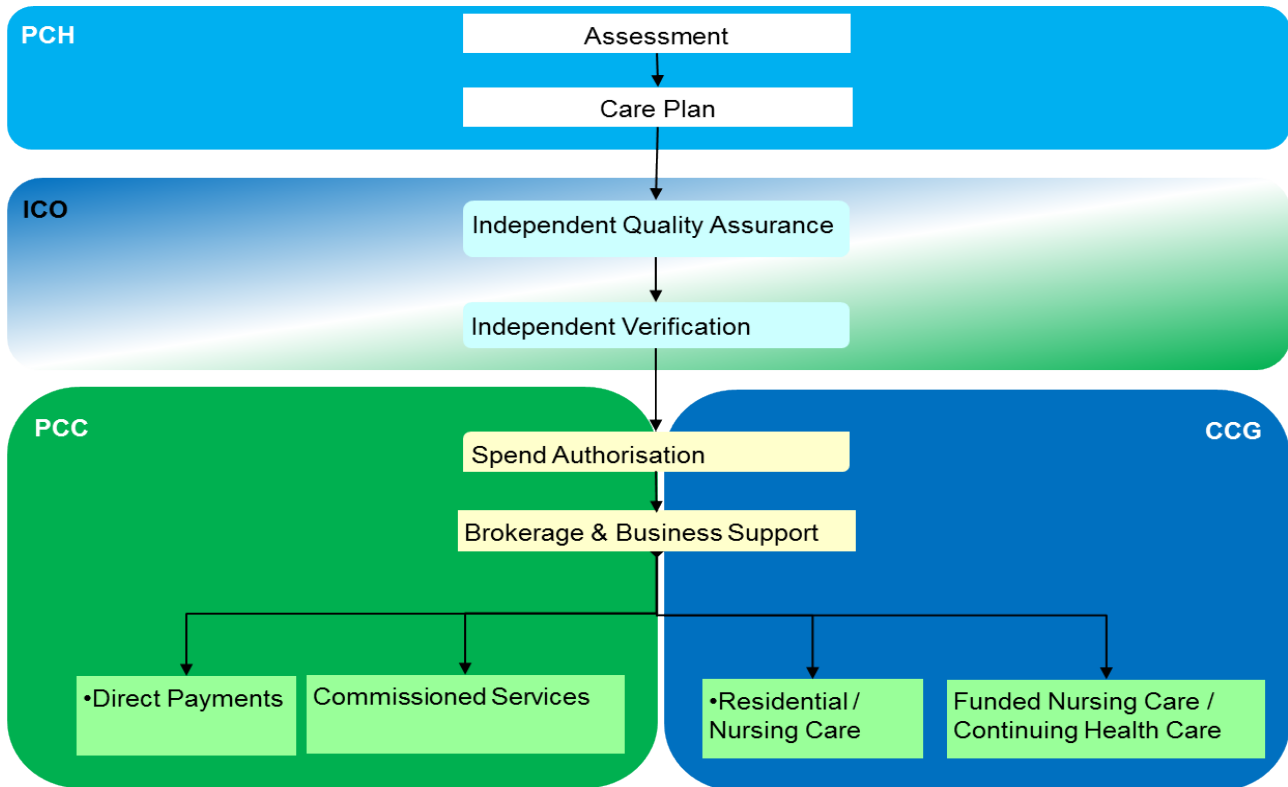 PCH
Assessment
Care Plan
ICO
Independent Quality Assurance
Independent Verification
PCC
CCG
Spend Authorisation
Brokerage & Business Support
•Direct Payments
Commissioned Services
•Residential /
Nursing Care
Funded Nursing Care /
Continuing Health Care